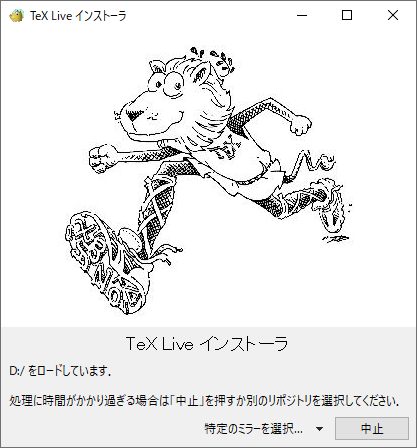 TeX Live インストーラ
TeX Live インストーラ
D:/ をロードしています.
処理に時間がかかり過ぎる場合は「中止」を押すか別のリポジトリを選択してください.
特定のミラーを選択...
中止